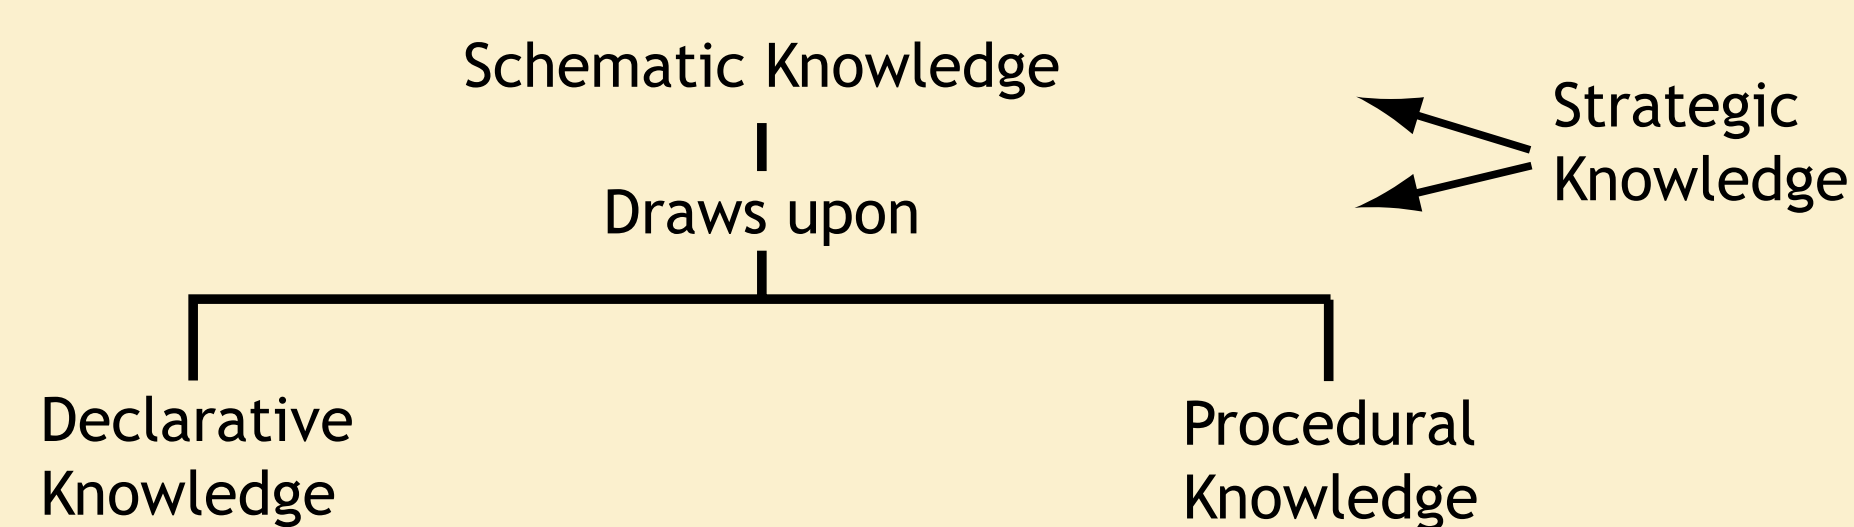 Schematic Knowledge
Strategic
Knowledge
Draws upon
Declarative
Knowledge
Procedural
Knowledge